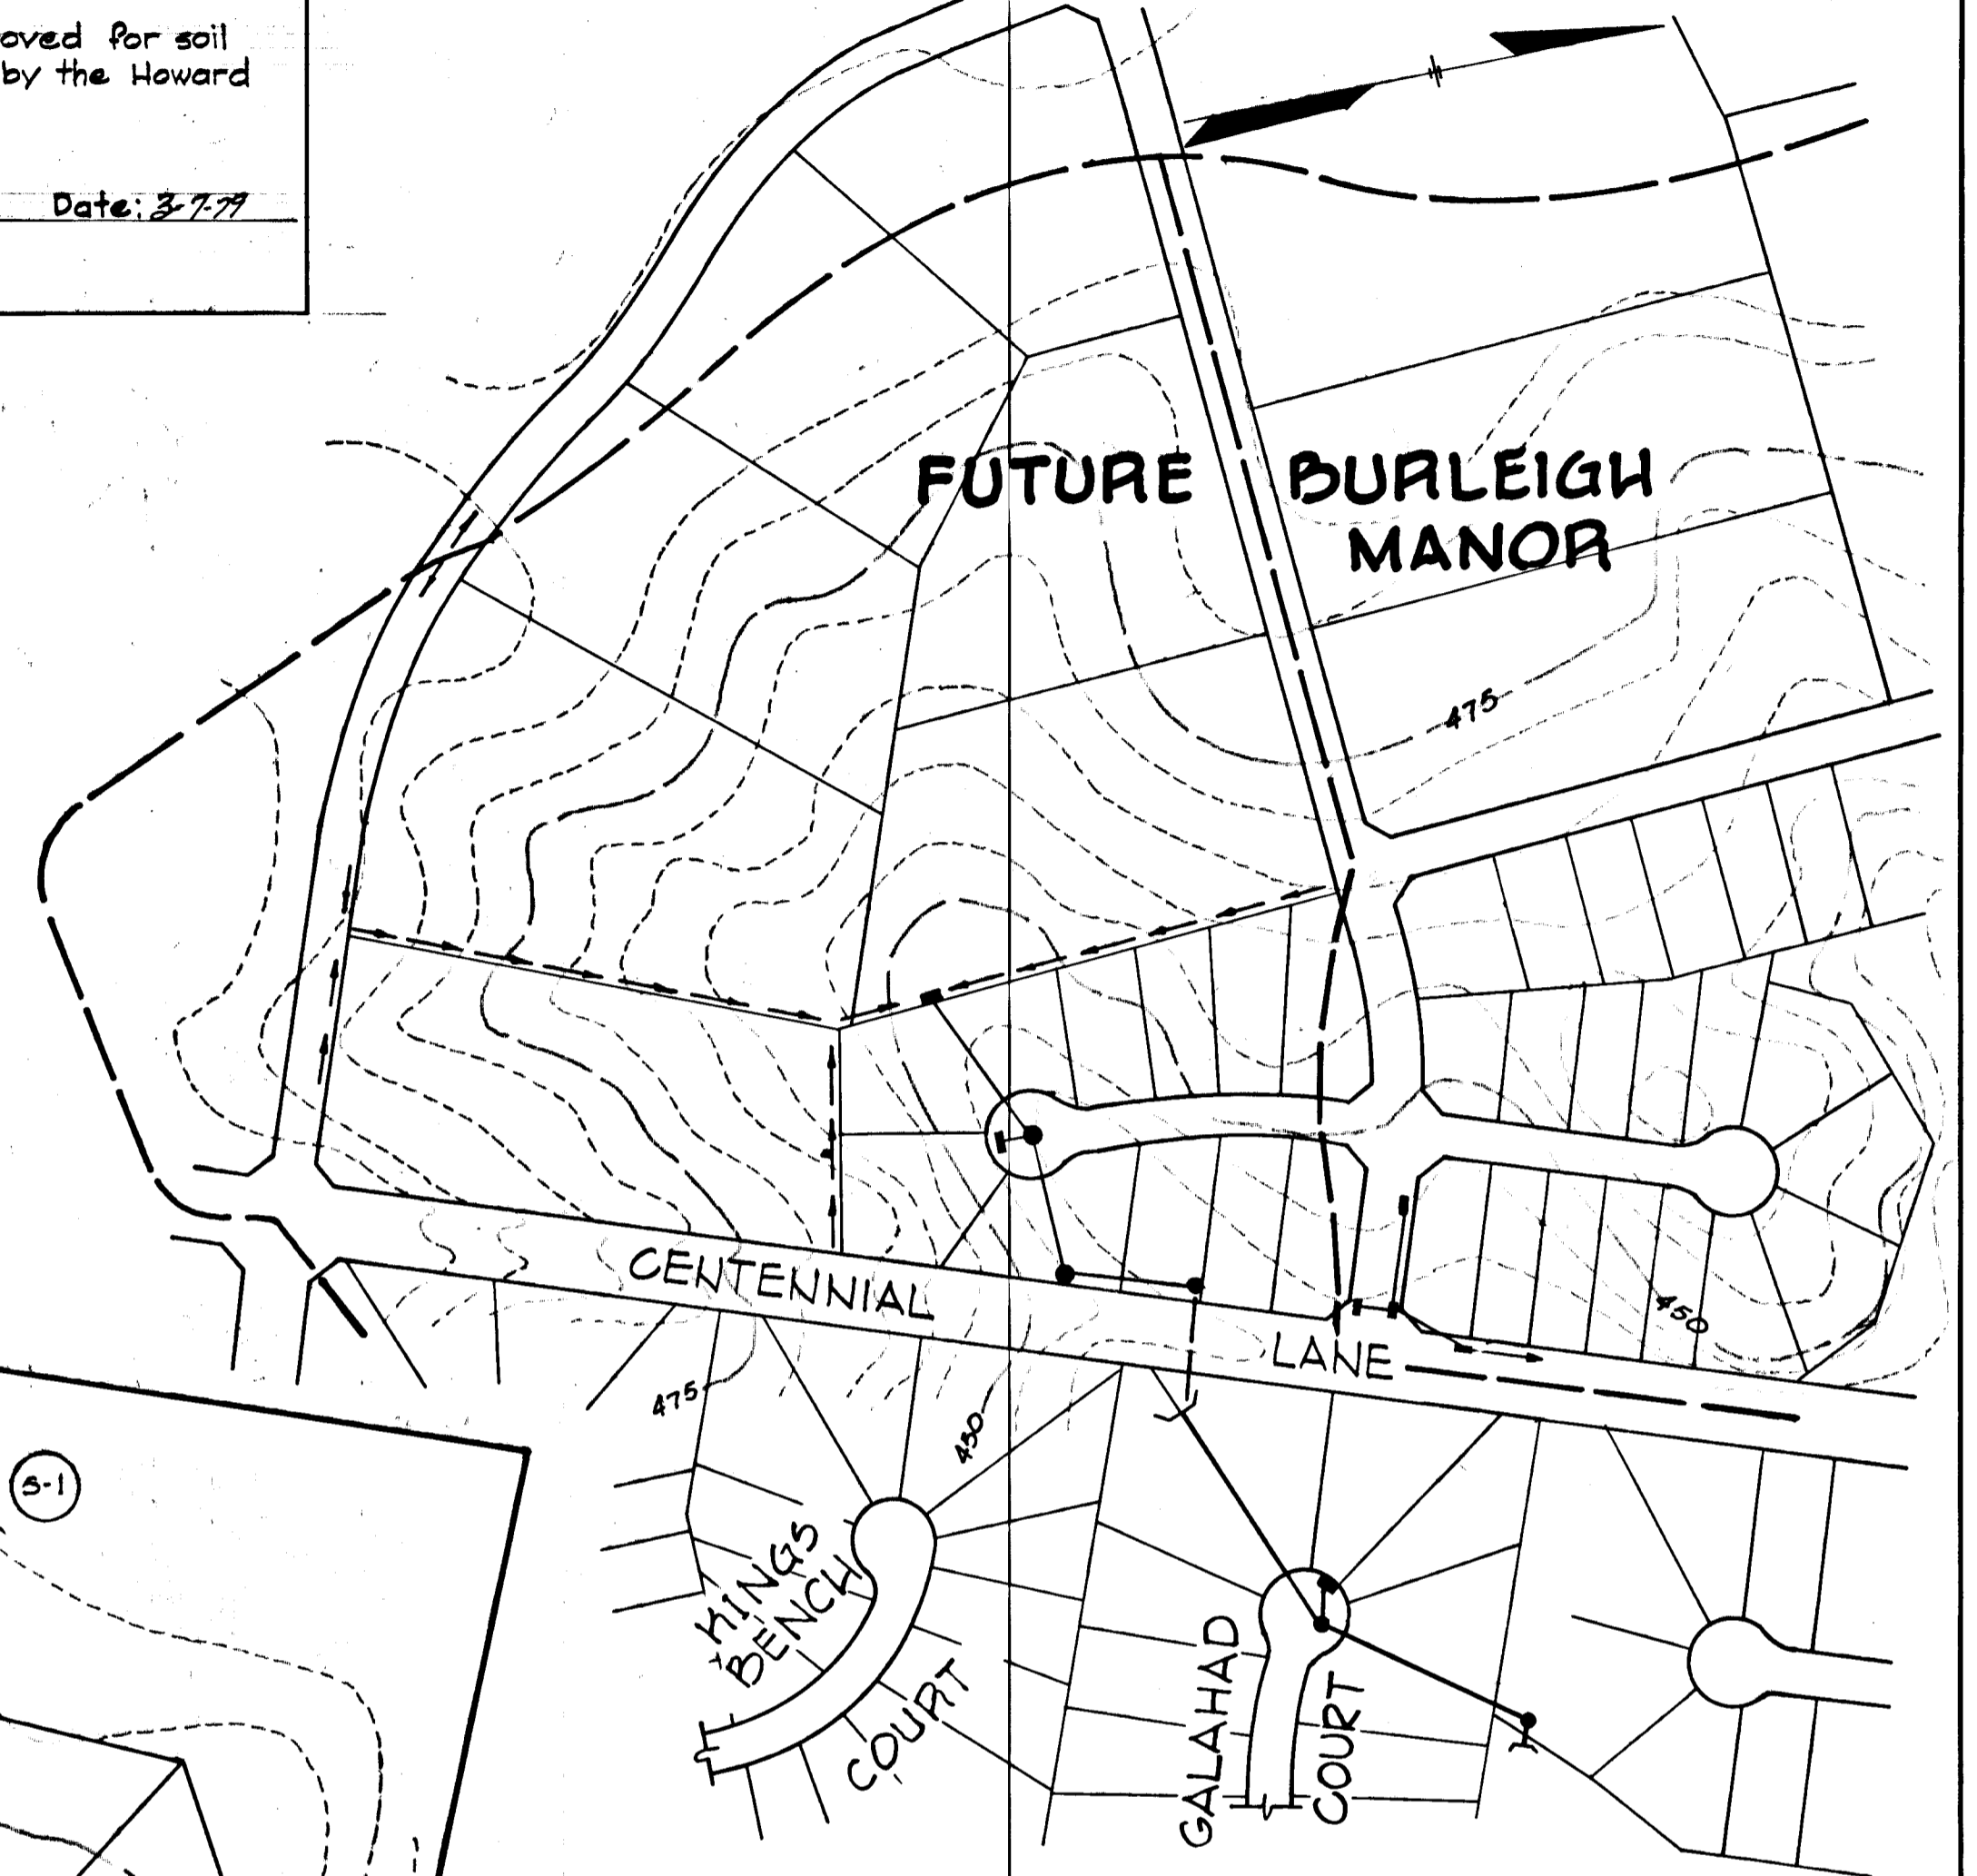 oved for soil
by the Howard
Date: 3-7-79
FUTURE BURLEIGH
MANOR
475
CENTENNIAL LANE
450
475
450
S-1
KINGS
BENCH
COURT
GALAHAD
COURT